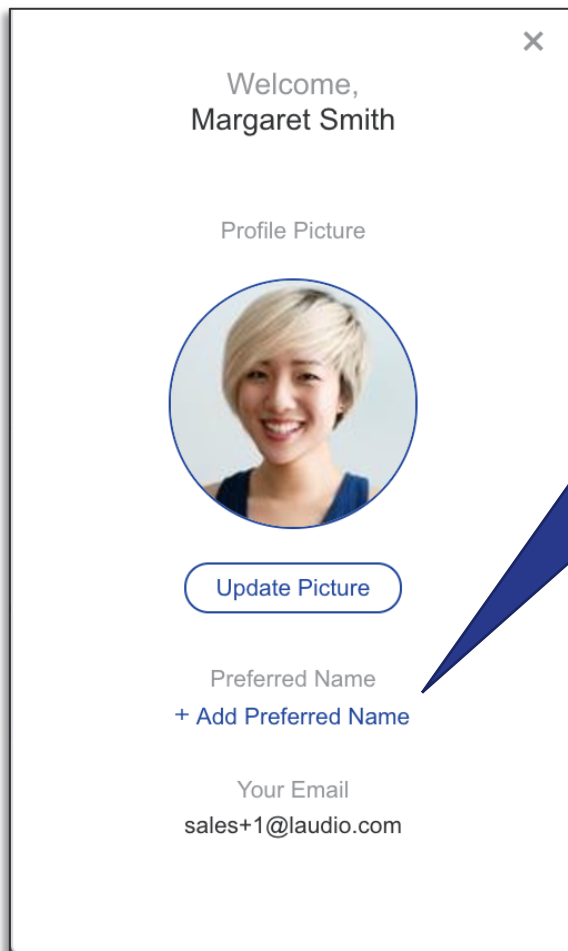 ×
Welcome,
Margaret Smith
Profile Picture
Update Picture
Preferred Name
+ Add Preferred Name
Your Email
sales+1@laudio.com